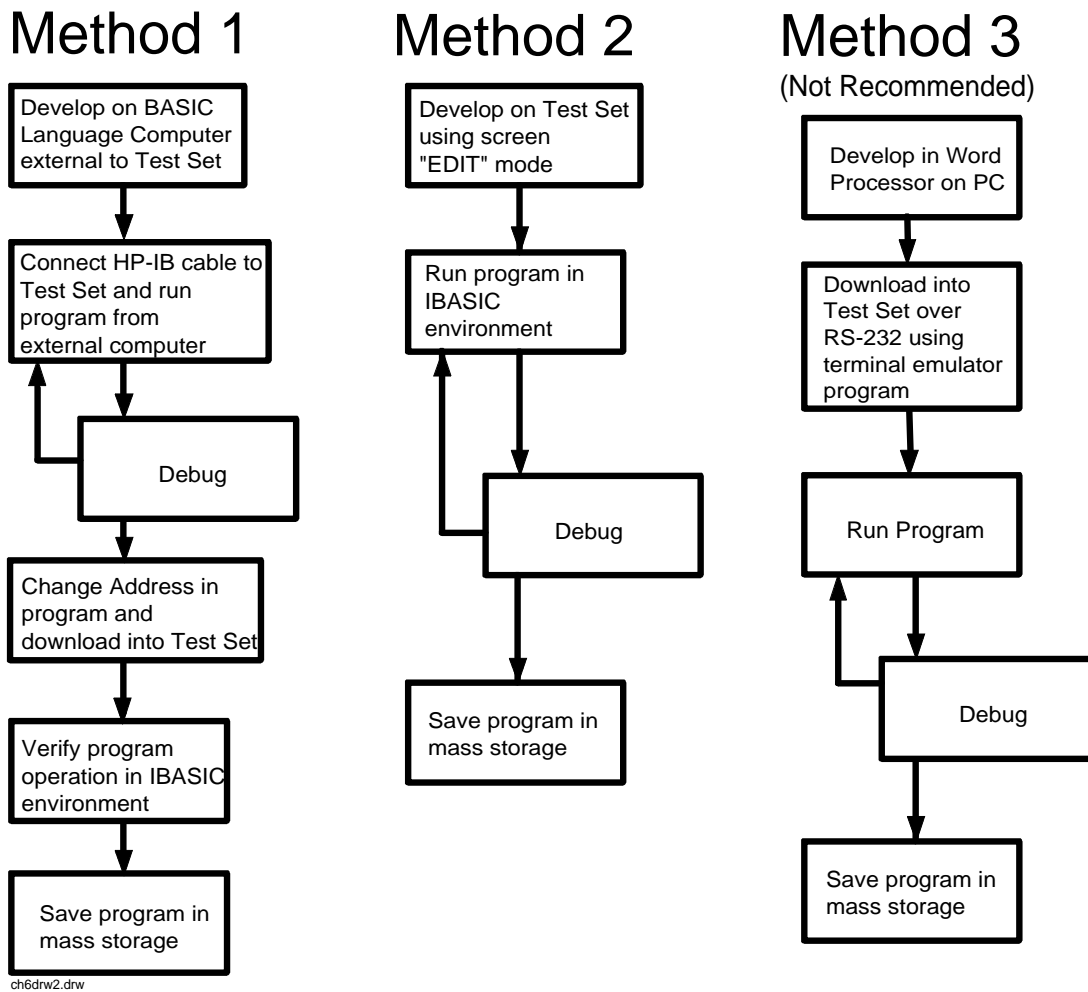 Method 1
Develop on BASIC
Language Computer
external to Test Set
Connect HP-IB cable to
Test Set and run
program from
external computer
Debug
Change Address in
program and
download into Test Set
Verify program
operation in IBASIC
environment
Save program in
mass storage
ch6drw2.drw
Method 2
Develop on Test Set
using screen
"EDIT" mode
Run program in
IBASIC
environment
Debug
Save program in
mass storage
Method 3
(Not Recommended)
Develop in Word
Processor on PC
Download into
Test Set over
RS-232 using
terminal emulator
program
Run Program
Debug
Save program in
mass storage